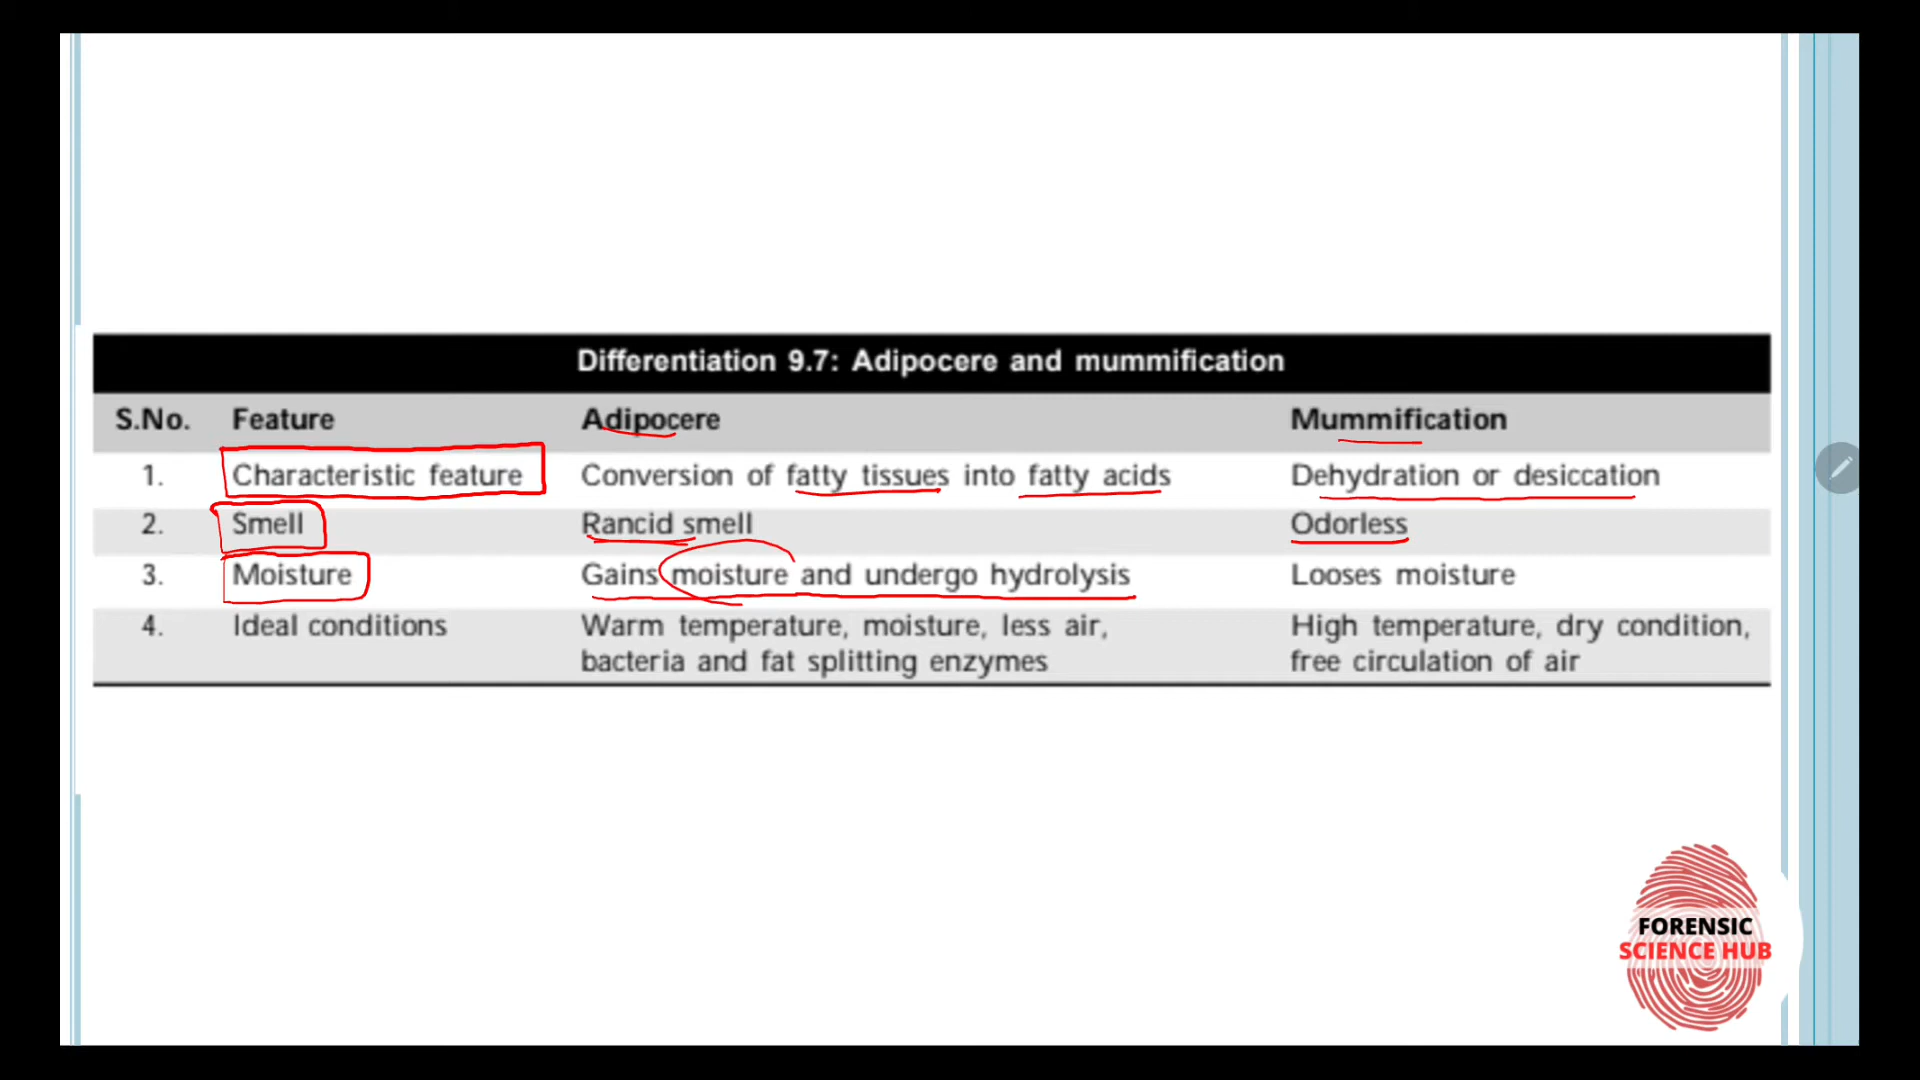 Differentiation 9.7: Adipocere and mummification
S.No. Feature Adipocere Mummification
1. Characteristic feature Conversion of fatty tissues into fatty acids Dehydration or desiccation
2. Smell Rancid smell Odorless
3. Moisture Gains moisture and undergo hydrolysis Looses moisture
4. Ideal conditions Warm temperature, moisture, less air, High temperature, dry condition,
bacteria and fat splitting enzymes free circulation of air
FORENSIC
SCIENCE HUB